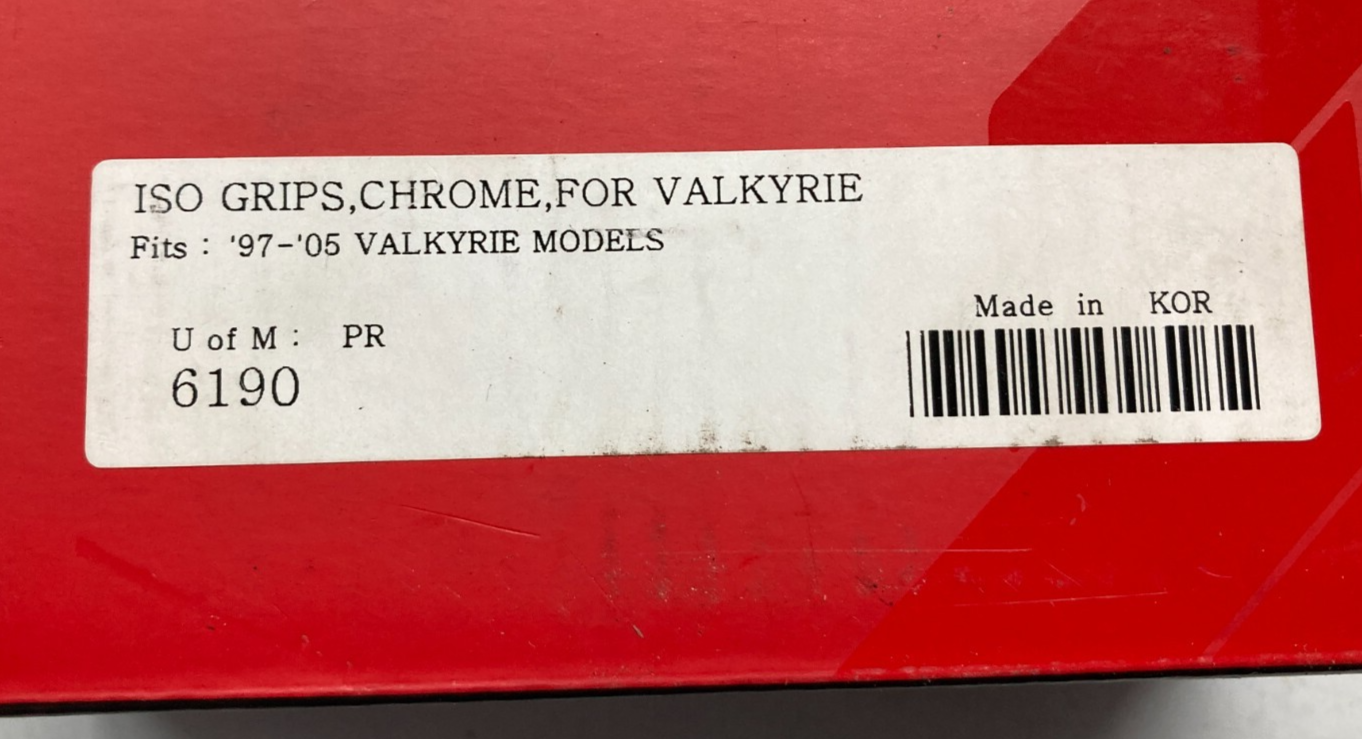 ISO GRIPS,CHROME,FOR VALKYRIE
Fits : '97-'05 VALKYRIE MODELS
U of M : PR
6190
Made in KOR